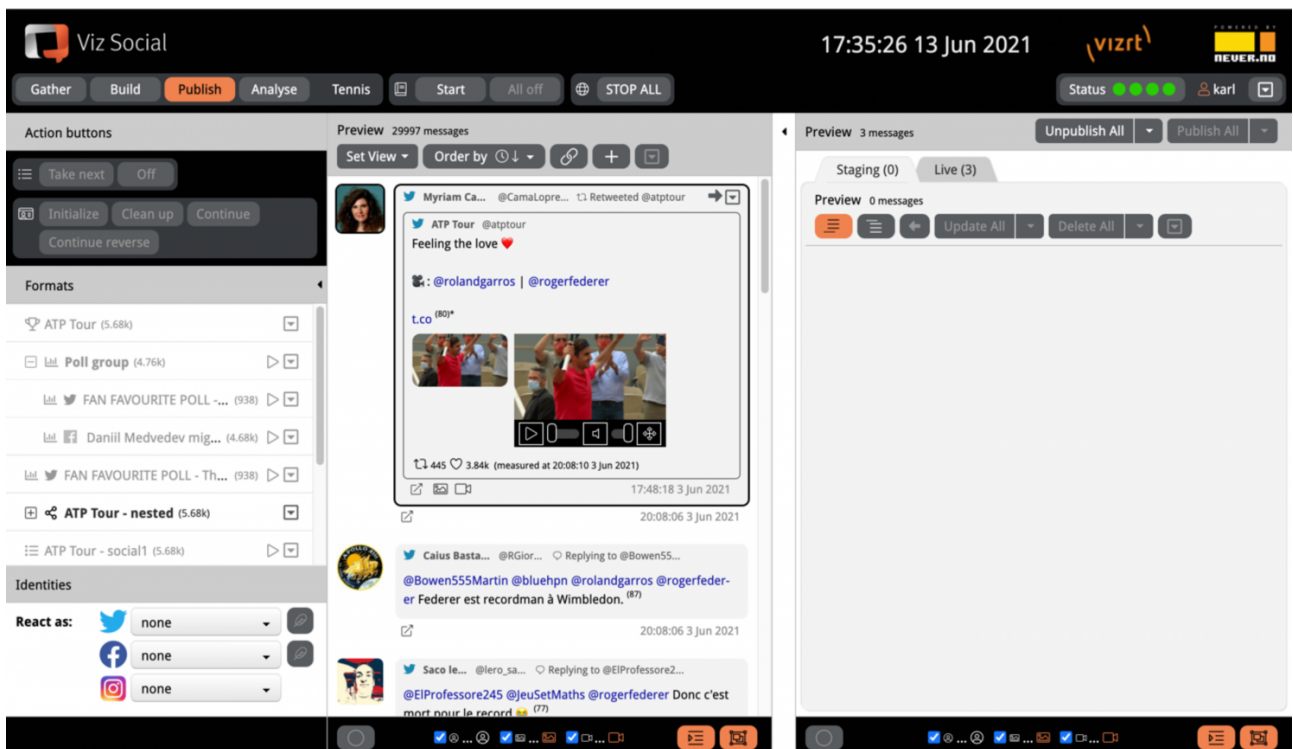 Viz Social
17:35:26 13 Jun 2021
vizrt
POWERED BY
NEVER.NO
Gather Build Publish Analyse Tennis Start All off STOP ALL
Status karl
Action buttons
Take next Off
Initialize Clean up Continue
Continue reverse
Formats
ATP Tour (5.68k)
Poll group (4.76k)
FAN FAVOURITE POLL -... (938)
Daniil Medvedev mig... (4.68k)
FAN FAVOURITE POLL - Th... (938)
ATP Tour - nested (5.68k)
ATP Tour - social1 (5.68k)
Identities
React as: none
none
none
Preview 29997 messages
Set View Order by
Myriam Ca... @CamaLopre... Retweeted @atptour
ATP Tour @atptour
Feeling the love ❤️
🎥: @rolandgarros | @rogerfederer
t.co (80)*
445 3.84k (measured at 20:08:10 3 Jun 2021)
17:48:18 3 Jun 2021
20:08:06 3 Jun 2021
Caius Basta... @RGior... Replying to @Bowen55...
@Bowen555Martin @bluehpn @rolandgarros @rogerfeder-
er Federer est recordman à Wimbledon. (87)
20:08:06 3 Jun 2021
Saco le... @lero_sa... Replying to @ElProfessore2...
@ElProfessore245 @JeuSetMaths @rogerfederer Donc c'est
mort pour le record 😂 (77)
Preview 3 messages
Unpublish All Publish All
Staging (0) Live (3)
Preview 0 messages
Update All Delete All